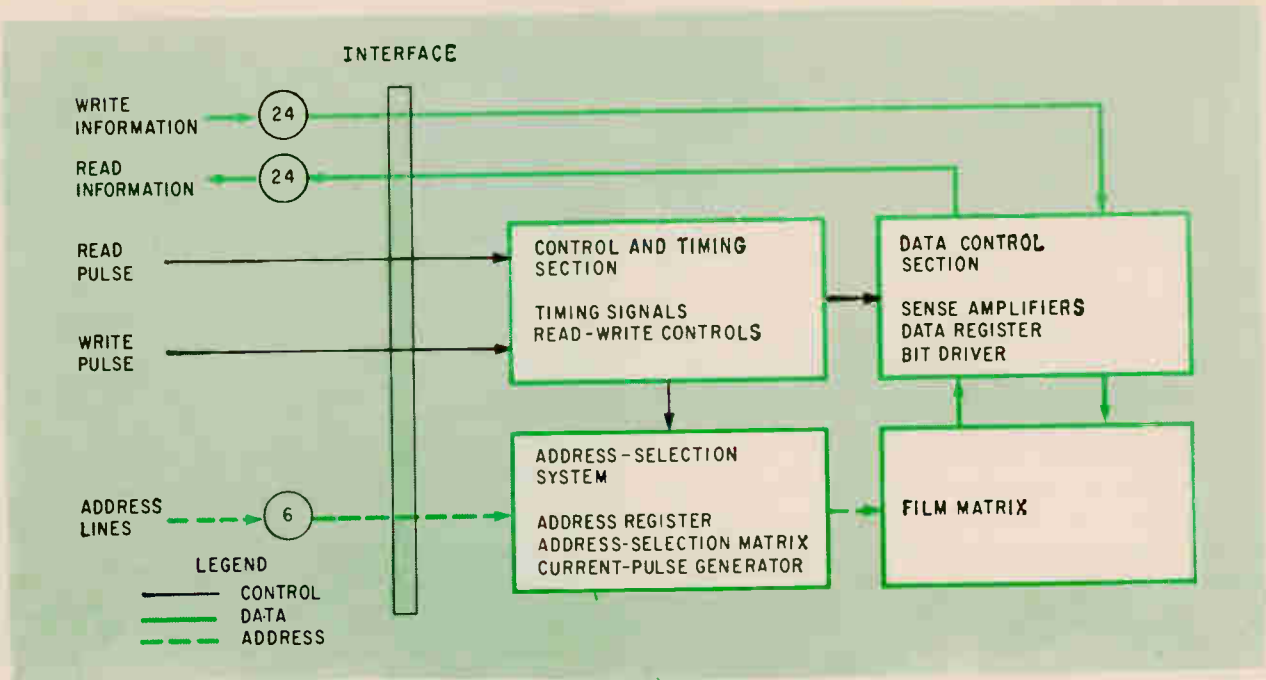 INTERFACE
WRITE
INFORMATION
24
READ
INFORMATION
24
READ
PULSE
WRITE
PULSE
CONTROL AND TIMING
SECTION
TIMING SIGNALS
READ-WRITE CONTROLS
DATA CONTROL
SECTION
SENSE AMPLIFIERS
DATA REGISTER
BIT DRIVER
ADDRESS
LINES
6
ADDRESS-SELECTION
SYSTEM
ADDRESS REGISTER
ADDRESS-SELECTION MATRIX
CURRENT-PULSE GENERATOR
FILM MATRIX
LEGEND
CONTROL
DATA
ADDRESS